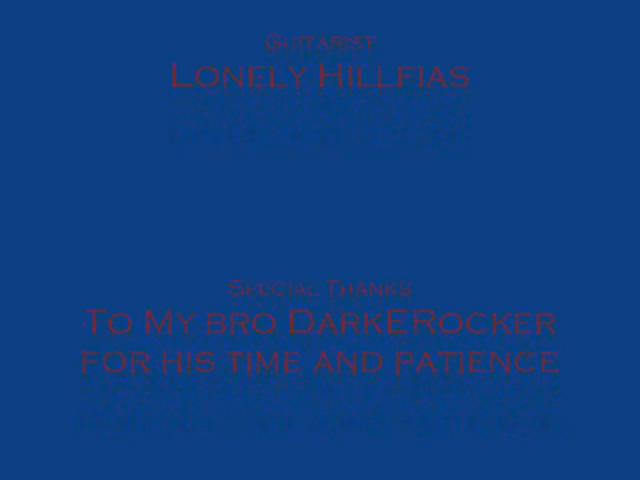 Guitarist
Lonely Hillfias
Special Thanks
To My bro DarkERocker
for his time and patience